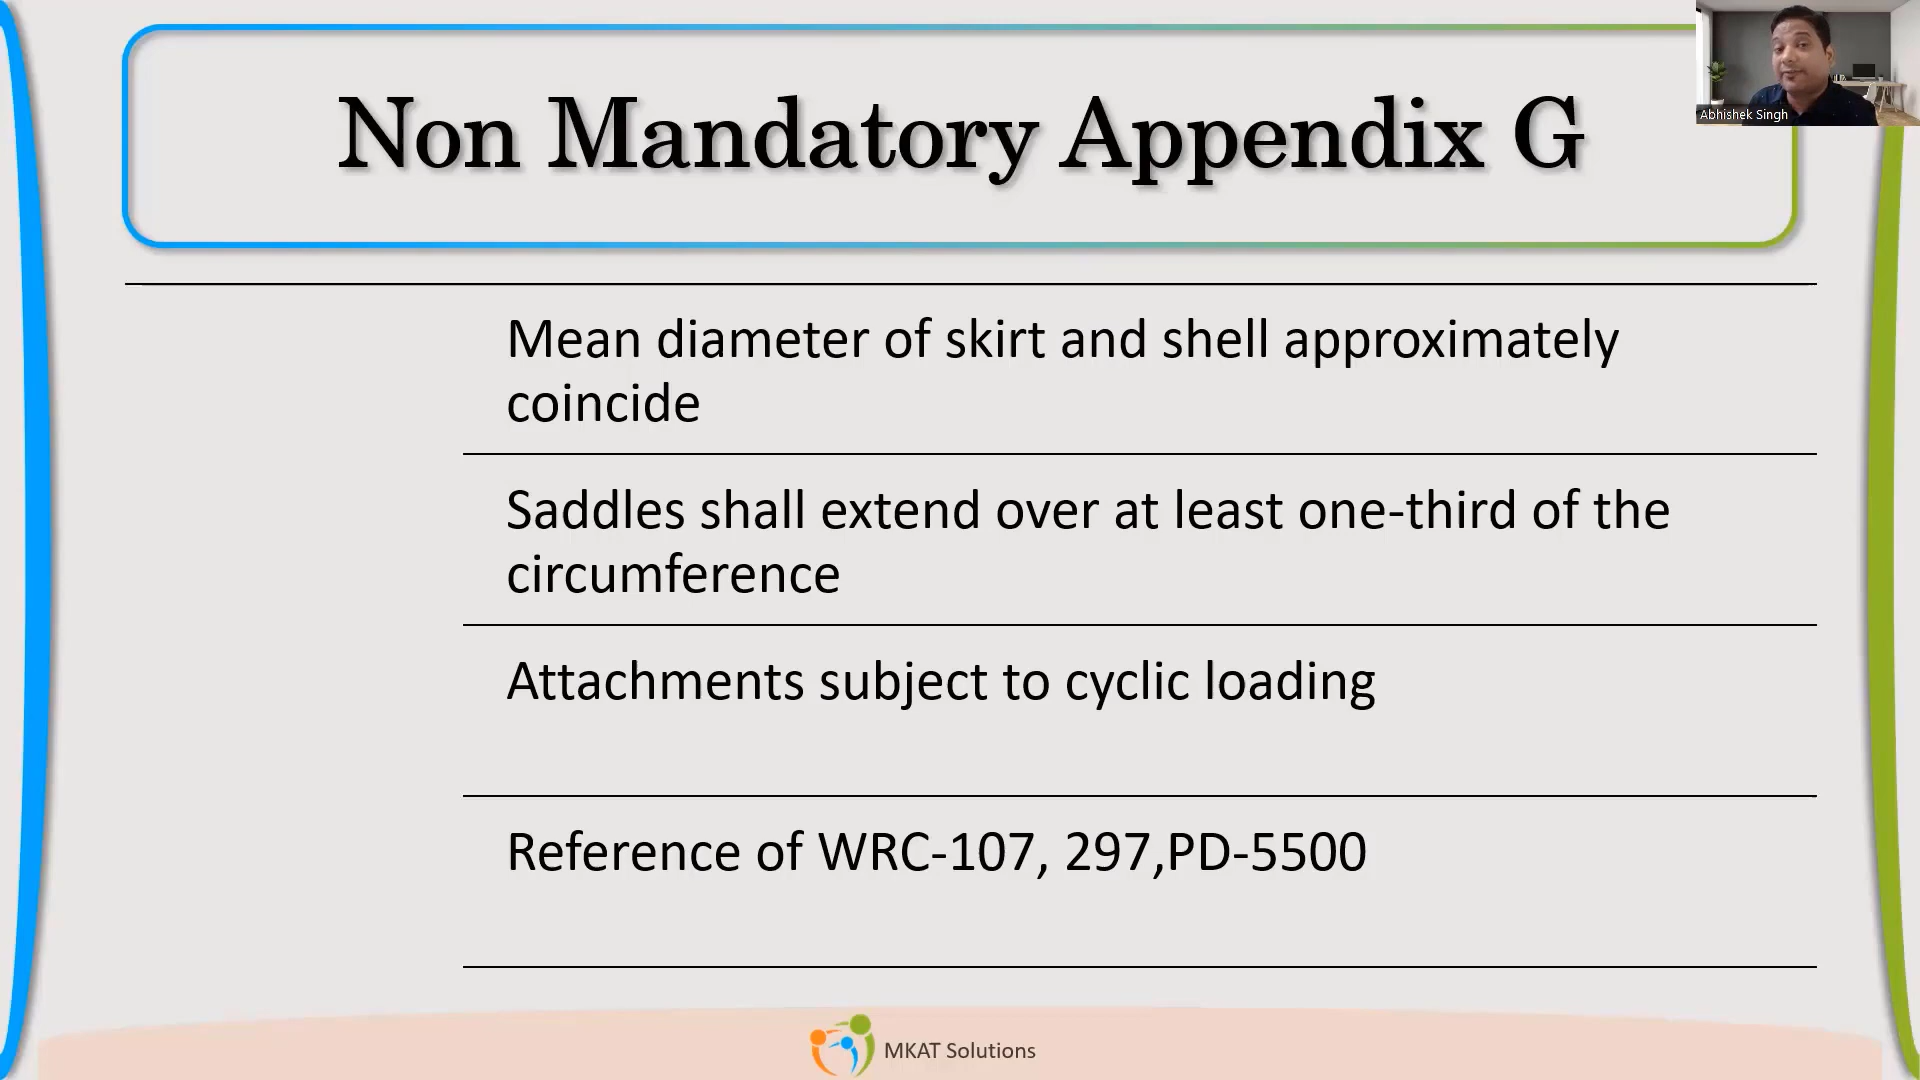 Non Mandatory Appendix G
Abhishek Singh
Mean diameter of skirt and shell approximately
coincide
Saddles shall extend over at least one-third of the
circumference
Attachments subject to cyclic loading
Reference of WRC-107, 297,PD-5500
MKAT Solutions